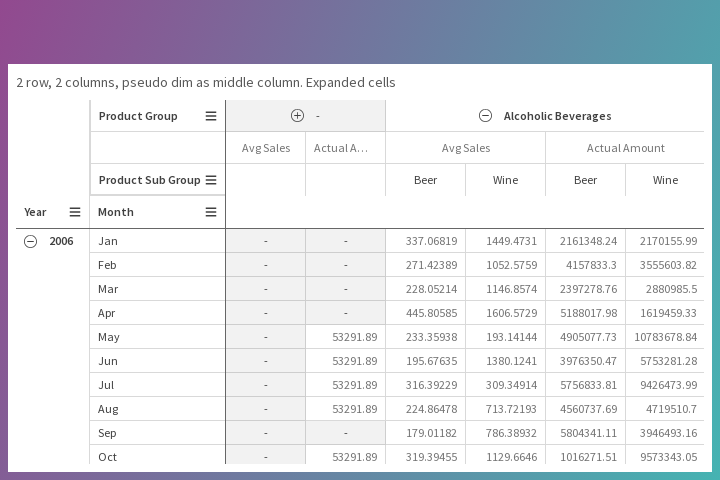 2 row, 2 columns, pseudo dim as middle column. Expanded cells
Product Group - Alcoholic Beverages
Avg Sales Actual A... Avg Sales Actual Amount
Product Sub Group Beer Wine Beer Wine
Year Month
2006 Jan - - 337.06819 1449.4731 2161348.24 2170155.99
Feb - - 271.42389 1052.5759 4157833.3 3555603.82
Mar - - 228.05214 1146.8574 2397278.76 2880985.5
Apr - - 445.80585 1606.5729 5188017.98 1619459.33
May - 53291.89 233.35938 193.14144 4905077.73 10783678.84
Jun - 53291.89 195.67635 1380.1241 3976350.47 5753281.28
Jul - 53291.89 316.39229 309.34914 5756833.81 9426473.99
Aug - 53291.89 224.86478 713.72193 4560737.69 4719510.7
Sep - - 179.01182 786.38932 5804341.11 3946493.16
Oct - 53291.89 319.39455 1129.6646 1016271.51 9573343.05